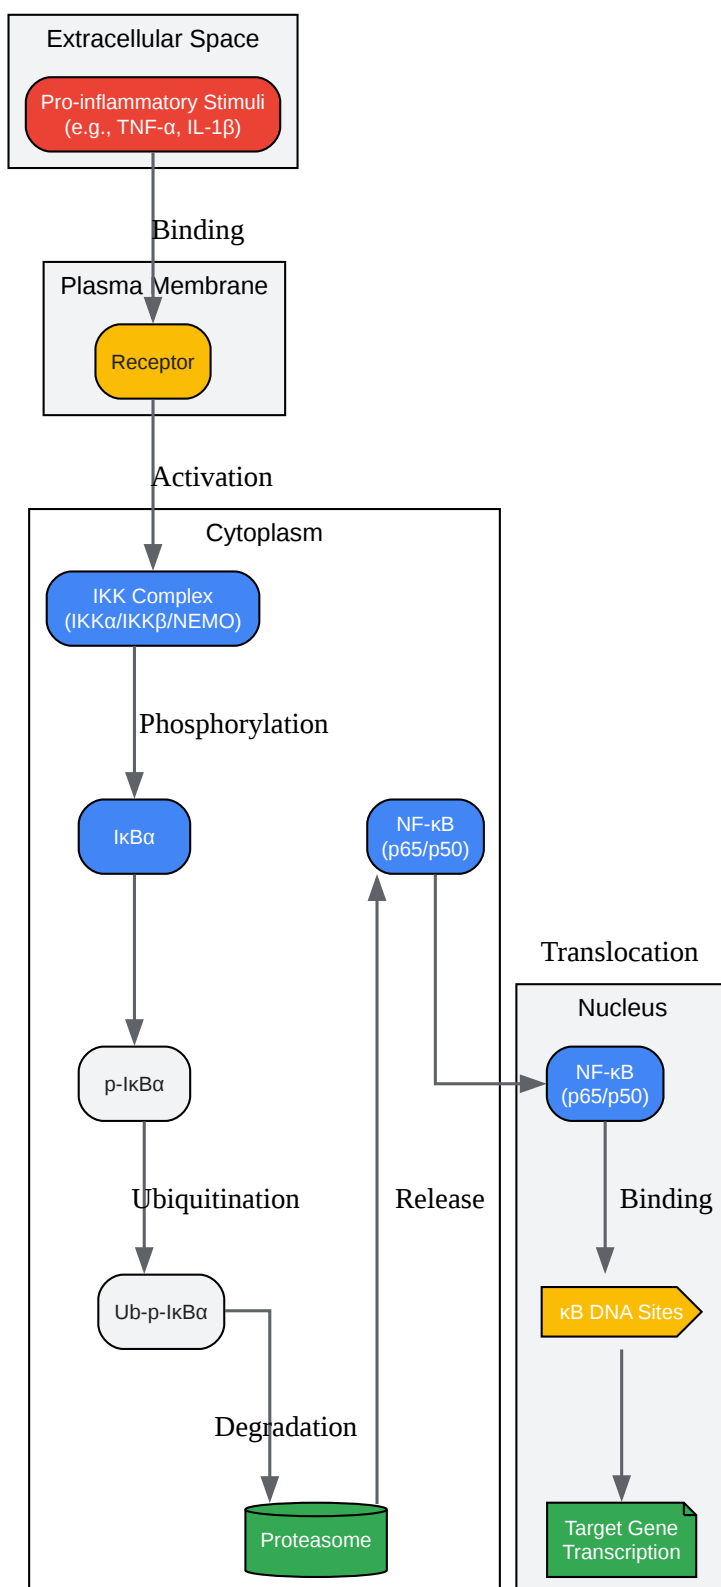 Extracellular Space
Pro-inflammatory Stimuli
(e.g., TNF-α, IL-1β)
Binding
Plasma Membrane
Receptor
Activation
Cytoplasm
IKK Complex
(IKKα/IKKβ/NEMO)
Phosphorylation
IκBα
NF-κB
(p65/p50)
Translocation
Nucleus
p-IκBα
NF-κB
(p65/p50)
Ubiquitination
Release
Binding
Ub-p-IκBα
κB DNA Sites
Degradation
Proteasome
Target Gene
Transcription